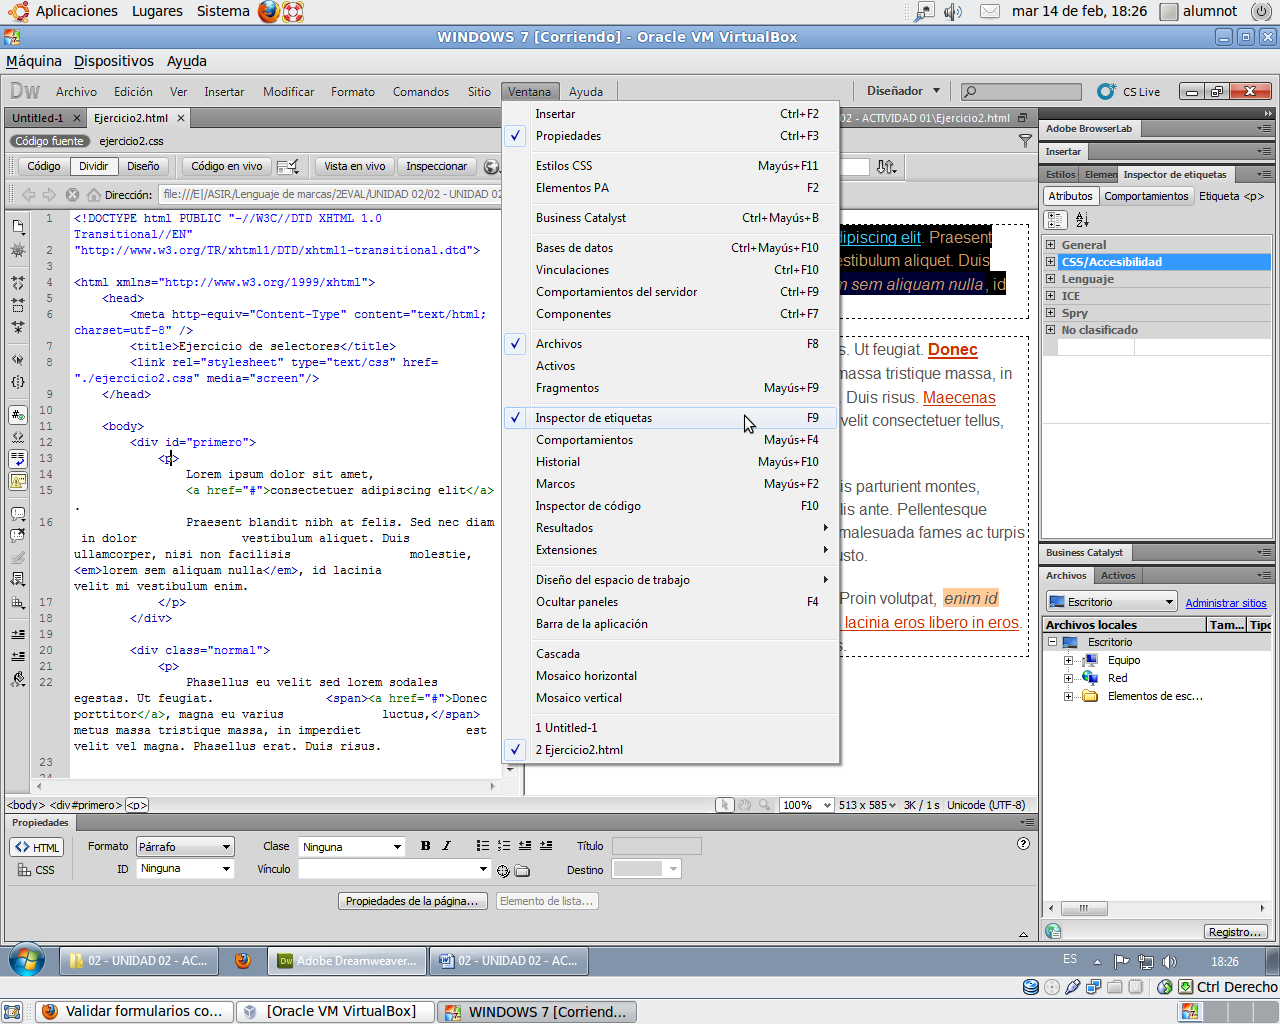 Aplicaciones Lugares Sistema mar 14 de feb, 18:26 alumnot
WINDOWS 7 [Corriendo] - Oracle VM VirtualBox
Máquina Dispositivos Ayuda
Dw Archivo Edición Ver Insertar Modificar Formato Comandos Sitio Ventana Ayuda Diseñador CS Live
Untitled-1 Ejercicio2.html 02 - ACTIVIDAD 01\Ejercicio2.html
Código fuente ejercicio2.css
Código Dividir Diseño Código en vivo Vista en vivo Inspeccionar
Dirección: file:///E|/ASIR/Lenguaje de marcas/2EVAL/UNIDAD 02/02 - UNIDAD 02
1 <!DOCTYPE html PUBLIC "-//W3C//DTD XHTML 1.0
Transitional//EN"
2 "http://www.w3.org/TR/xhtml1/DTD/xhtml1-transitional.dtd">
3
4 <html xmlns="http://www.w3.org/1999/xhtml">
5 <head>
6 <meta http-equiv="Content-Type" content="text/html;
charset=utf-8" />
7 <title>Ejercicio de selectores</title>
8 <link rel="stylesheet" type="text/css" href=
"./ejercicio2.css" media="screen"/>
9 </head>
10
11 <body>
12 <div id="primero">
13 <p>
14 Lorem ipsum dolor sit amet,
15 <a href="#">consectetuer adipiscing elit</a>
.
16 Praesent blandit nibh at felis. Sed nec diam
in dolor vestibulum aliquet. Duis
ullamcorper, nisi non facilisis molestie,
<em>lorem sem aliquam nulla</em>, id lacinia
velit mi vestibulum enim.
17 </p>
18 </div>
19
20 <div class="normal">
21 <p>
22 Phasellus eu velit sed lorem sodales
egestas. Ut feugiat. <span><a href="#">Donec
porttitor</a>, magna eu varius luctus,</span>
metus massa tristique massa, in imperdiet est
velit vel magna. Phasellus erat. Duis risus.
23
Insertar Ctrl+F2
Propiedades Ctrl+F3
Estilos CSS Mayús+F11
Elementos PA F2
Business Catalyst Ctrl+Mayús+B
Bases de datos Ctrl+Mayús+F10
Vinculaciones Ctrl+F10
Comportamientos del servidor Ctrl+F9
Componentes Ctrl+F7
Archivos F8
Activos
Fragmentos Mayús+F9
Inspector de etiquetas F9
Comportamientos Mayús+F4
Historial Mayús+F10
Marcos Mayús+F2
Inspector de código F10
Resultados
Extensiones
Diseño del espacio de trabajo
Ocultar paneles F4
Barra de la aplicación
Cascada
Mosaico horizontal
Mosaico vertical
1 Untitled-1
2 Ejercicio2.html
dipiscing elit. Praesent
estibulum aliquet. Duis
m sem aliquam nulla, id
s. Ut feugiat. Donec
massa tristique massa, in
. Duis risus. Maecenas
velit consectetuer tellus,
is parturient montes,
lis ante. Pellentesque
malesuada fames ac turpis
usto.
Proin volutpat, enim id
lacinia eros libero in eros.
s.
Adobe BrowserLab
Insertar
Estilos Elemen Inspector de etiquetas
Atributos Comportamientos Etiqueta <p>
General
CSS/Accesibilidad
Lenguaje
ICE
Spry
No clasificado
Business Catalyst
Archivos Activos
Escritorio Administrar sitios
Archivos locales Tam... Tipo
Escritorio
Equipo
Red
Elementos de esc...
Registro...
<body> <div#primero> <p> 100% 513 x 585 3K / 1 s Unicode (UTF-8)
Propiedades
HTML Formato Párrafo Clase Ninguna B I Título
CSS ID Ninguna Vínculo Destino
Propiedades de la página... Elemento de lista...
02 - UNIDAD 02 - AC... Adobe Dreamweaver... 02 - UNIDAD 02 - AC... ES 18:26
Ctrl Derecho
Validar formularios co... [Oracle VM VirtualBox] WINDOWS 7 [Corriend...